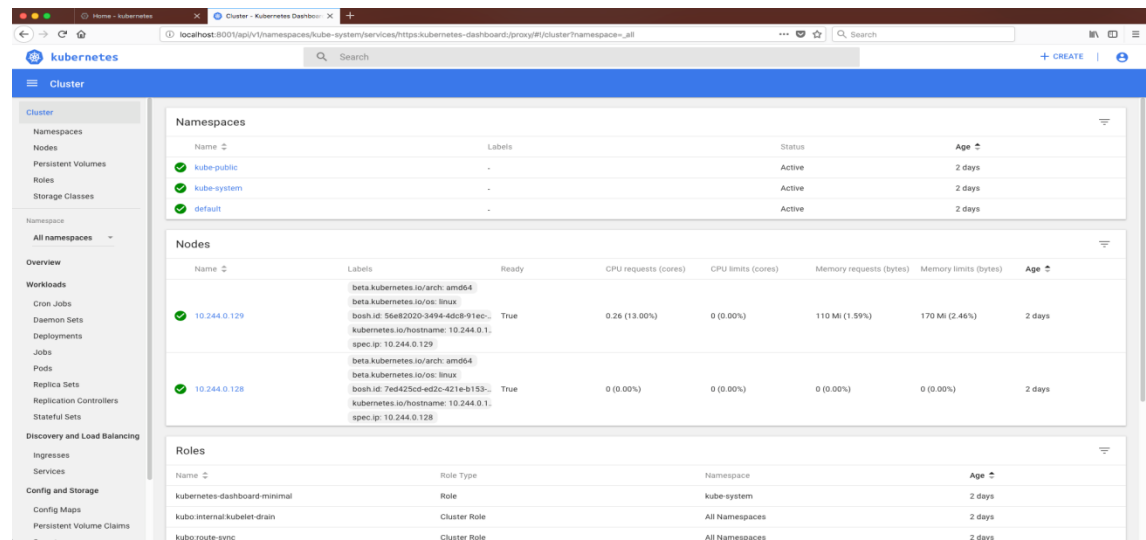 Home - kubernetes
Cluster - Kubernetes Dashboar
localhost:8001/api/v1/namespaces/kube-system/services/https:kubernetes-dashboard:/proxy/#!/cluster?namespace=_all
Search
kubernetes
Search
+ CREATE
Cluster
Cluster
Namespaces
Nodes
Persistent Volumes
Roles
Storage Classes
Namespace
All namespaces
Overview
Workloads
Cron Jobs
Daemon Sets
Deployments
Jobs
Pods
Replica Sets
Replication Controllers
Stateful Sets
Discovery and Load Balancing
Ingresses
Services
Config and Storage
Config Maps
Persistent Volume Claims
Namespaces
Name Labels Status Age
kube-public - Active 2 days
kube-system - Active 2 days
default - Active 2 days
Nodes
Name Labels Ready CPU requests (cores) CPU limits (cores) Memory requests (bytes) Memory limits (bytes) Age
beta.kubernetes.io/arch: amd64
beta.kubernetes.io/os: linux
10.244.0.129 bosh.id: 56e82020-3494-4dc8-91ec-.. True 0.26 (13.00%) 0 (0.00%) 110 Mi (1.59%) 170 Mi (2.46%) 2 days
kubernetes.io/hostname: 10.244.0.1..
spec.ip: 10.244.0.129
beta.kubernetes.io/arch: amd64
beta.kubernetes.io/os: linux
10.244.0.128 bosh.id: 7ed425cd-ed2c-421e-b153-.. True 0 (0.00%) 0 (0.00%) 0 (0.00%) 0 (0.00%) 2 days
kubernetes.io/hostname: 10.244.0.1..
spec.ip: 10.244.0.128
Roles
Name Role Type Namespace Age
kubernetes-dashboard-minimal Role kube-system 2 days
kubo:internal:kubelet-drain Cluster Role All Namespaces 2 days
kubo:route-sync Cluster Role All Namespaces 2 days